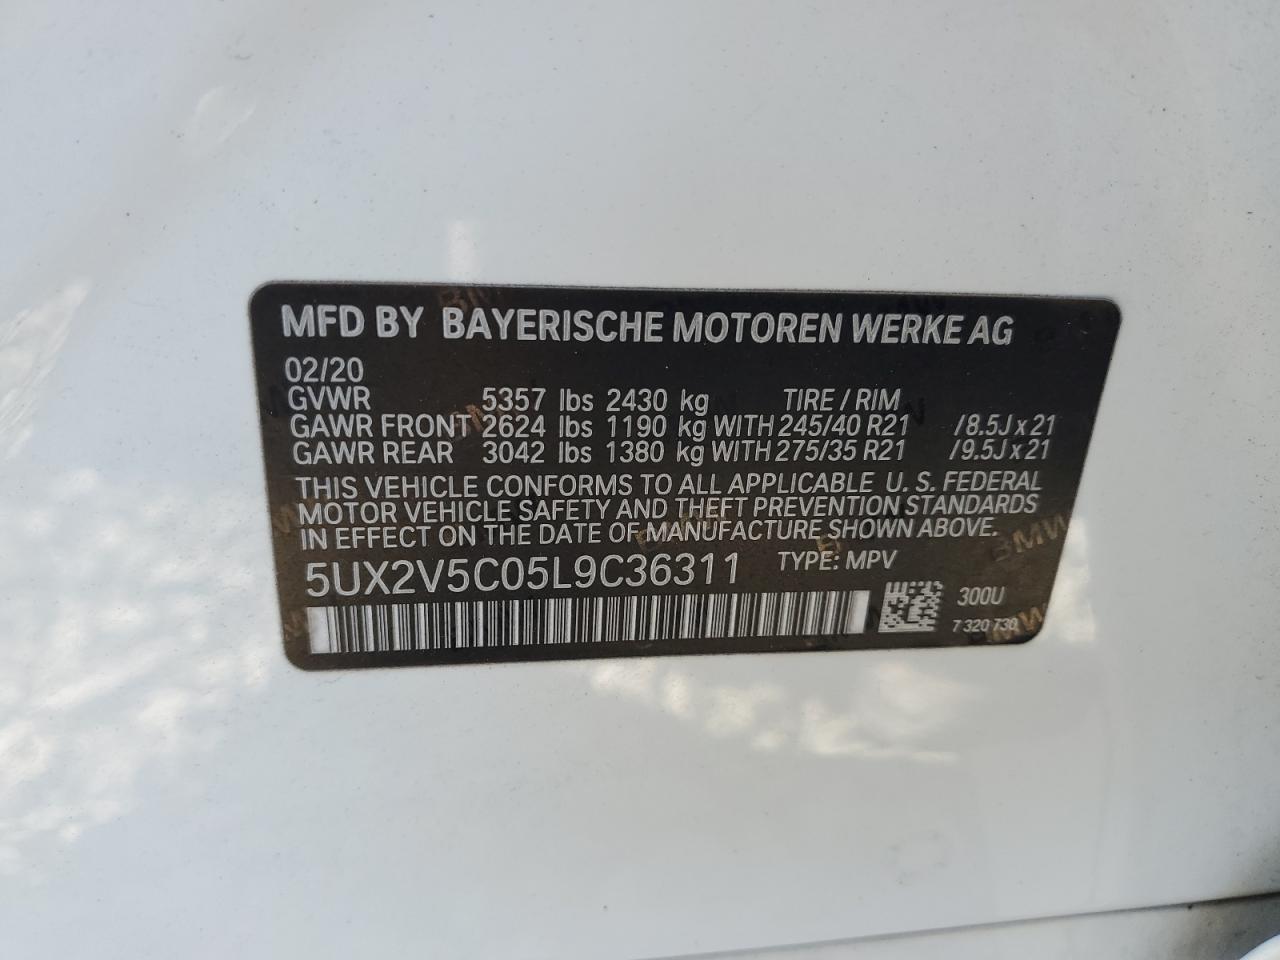 MFD BY BAYERISCHE MOTOREN WERKE AG
02/20
GVWR 5357 lbs 2430 kg TIRE / RIM
GAWR FRONT 2624 lbs 1190 kg WITH 245/40 R21 /8.5J x 21
GAWR REAR 3042 lbs 1380 kg WITH 275/35 R21 /9.5J x 21
THIS VEHICLE CONFORMS TO ALL APPLICABLE U. S. FEDERAL
MOTOR VEHICLE SAFETY AND THEFT PREVENTION STANDARDS
IN EFFECT ON THE DATE OF MANUFACTURE SHOWN ABOVE.
5UX2V5C05L9C36311 TYPE: MPV
300U
7 320 730